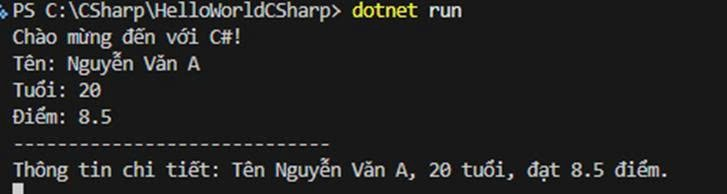 PS C:\CSharp\HelloWorldCSharp> dotnet run
Chào mừng đến với C#!
Tên: Nguyễn Văn A
Tuổi: 20
Điểm: 8.5
-----------------------------
Thông tin chi tiết: Tên Nguyễn Văn A, 20 tuổi, đạt 8.5 điểm.